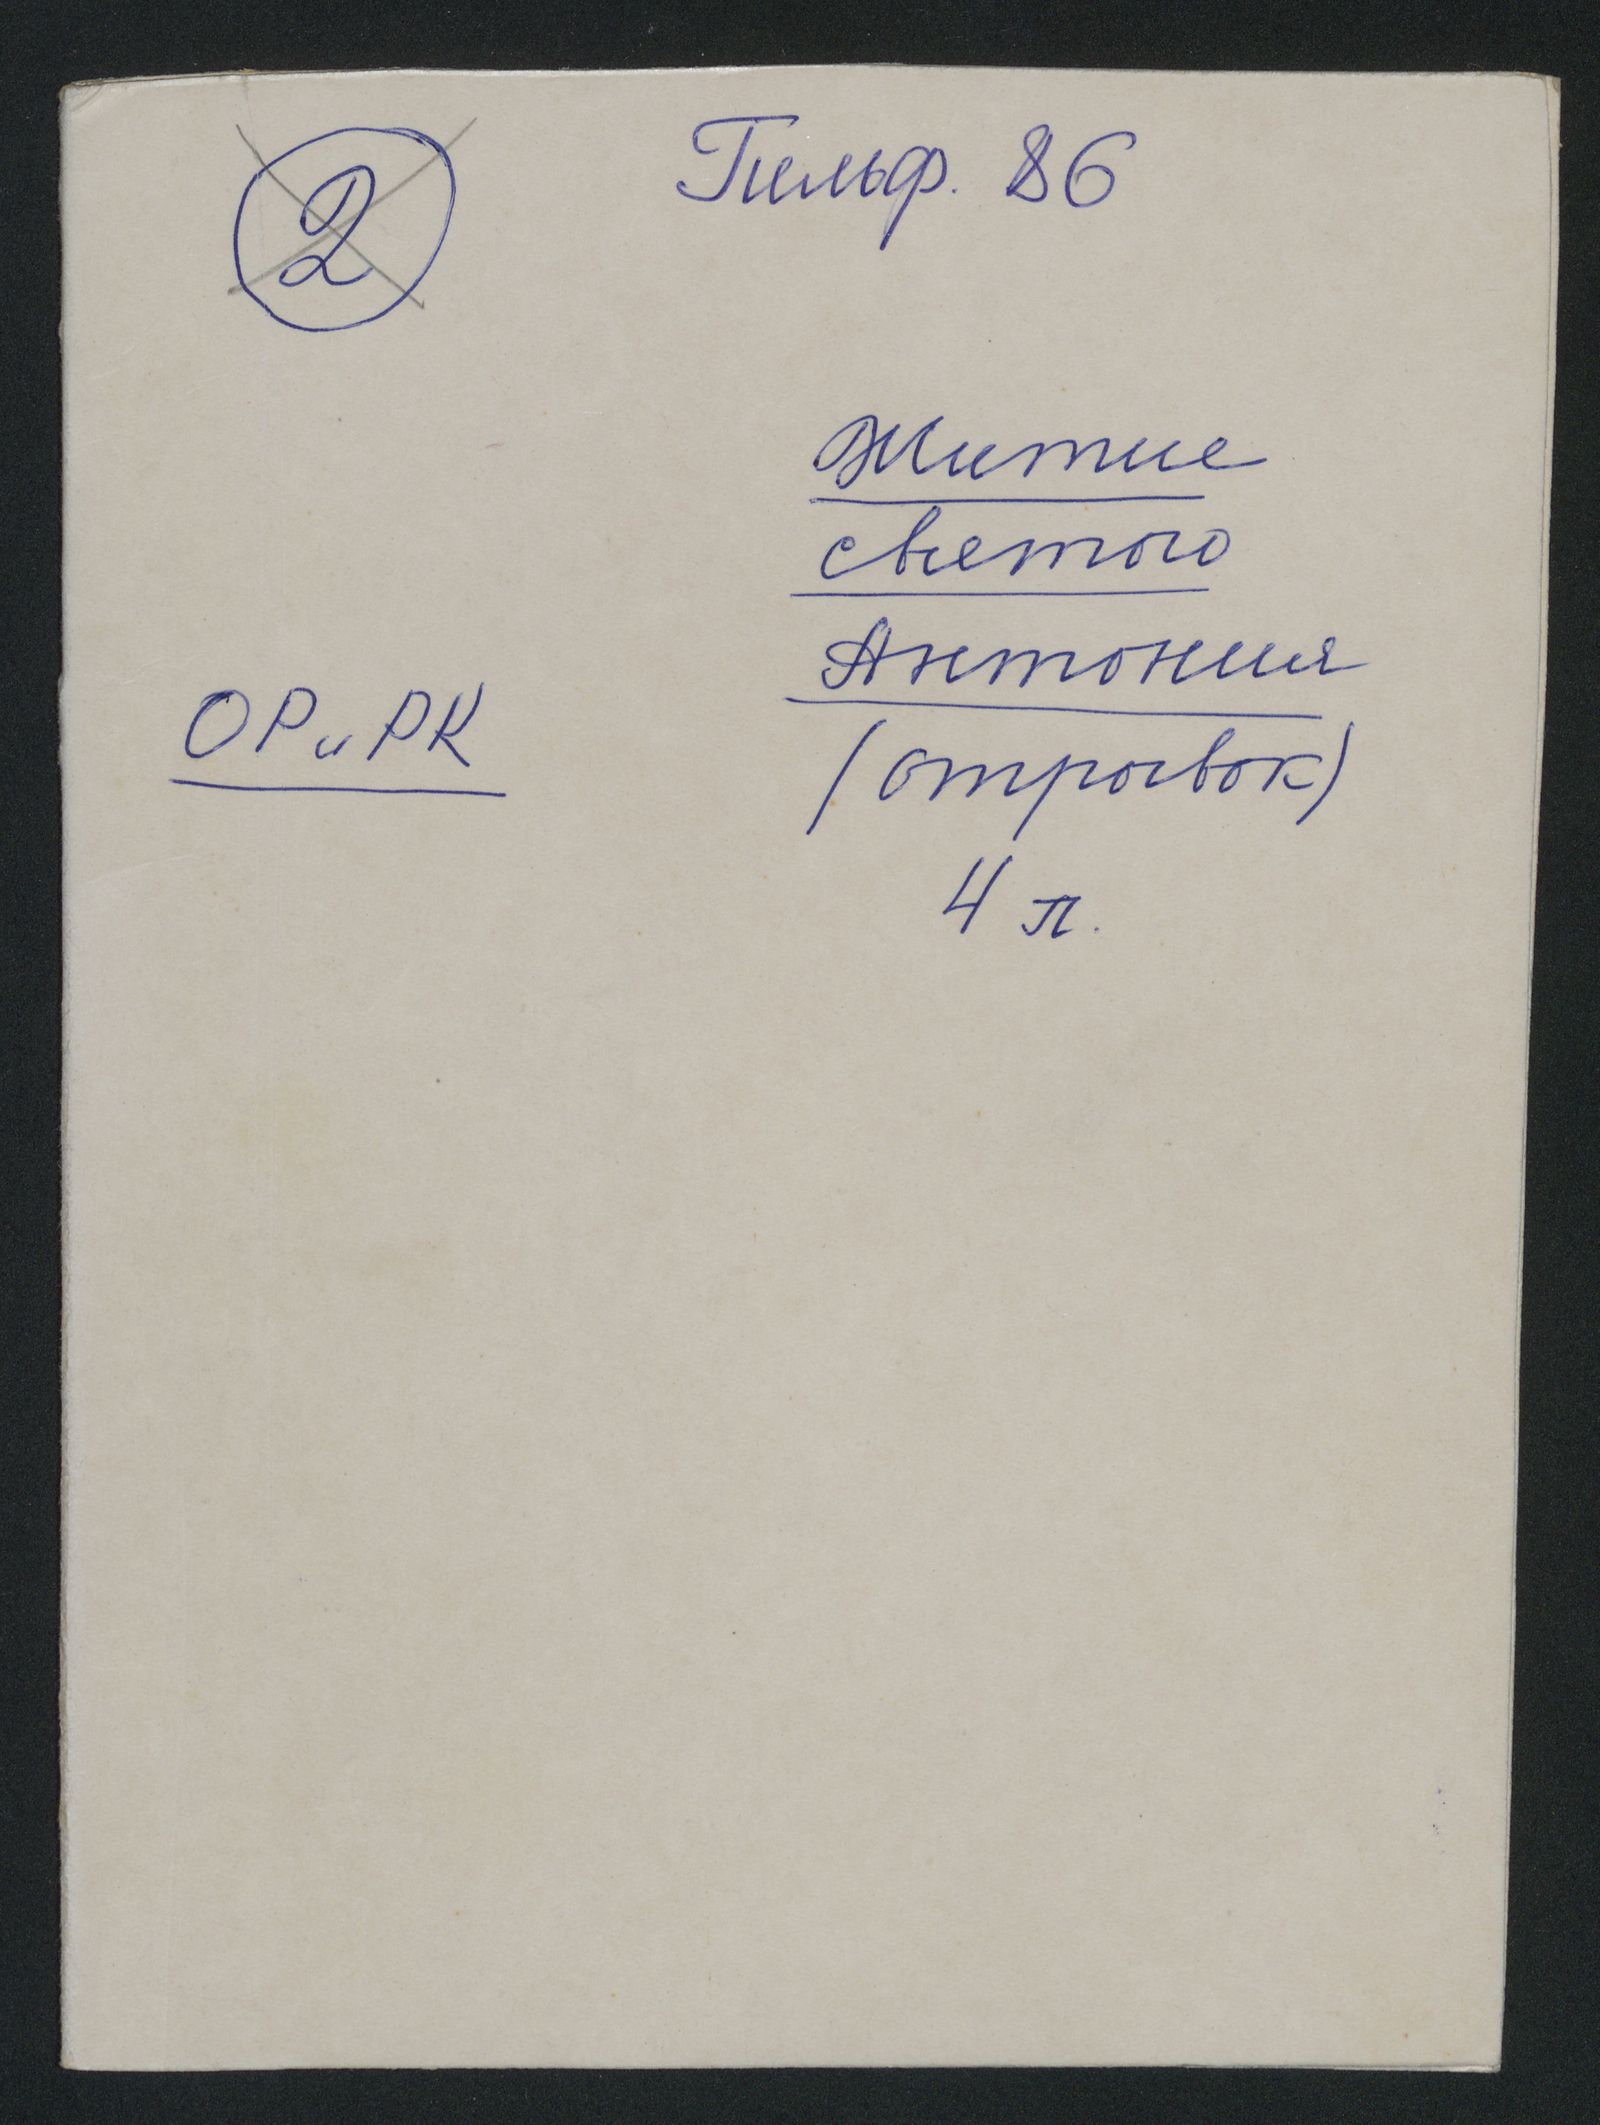 2
Гильф. 86
Житие
святого
Антония
ОР и РК
(отрывок)
4 л.